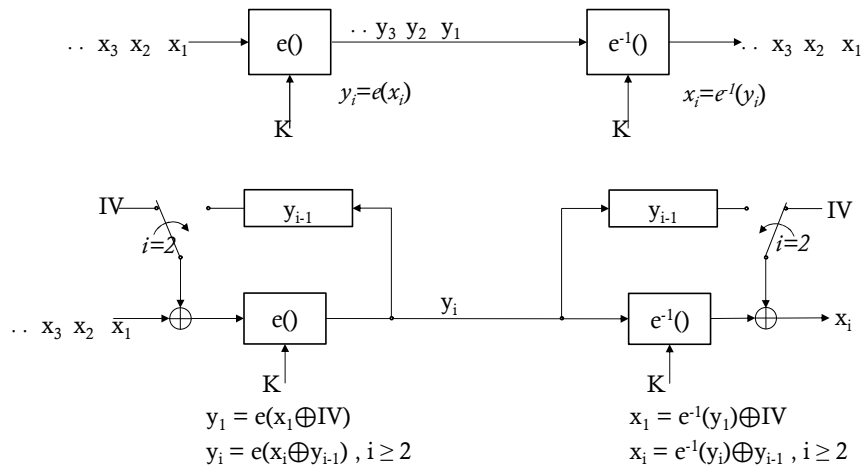 . . x₃ x₂ x₁ e() . . y₃ y₂ y₁ e⁻¹() . . x₃ x₂ x₁
yᵢ=e(xᵢ) xᵢ=e⁻¹(yᵢ)
K K
IV yᵢ₋₁ yᵢ₋₁ IV
i=2 i=2
. . x₃ x₂ x₁ e() yᵢ e⁻¹() xᵢ
K K
y₁ = e(x₁⊕IV) x₁ = e⁻¹(y₁)⊕IV
yᵢ = e(xᵢ⊕yᵢ₋₁) , i ≥ 2 xᵢ = e⁻¹(yᵢ)⊕yᵢ₋₁ , i ≥ 2